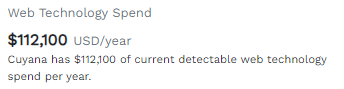 Web Technology Spend
$112,100 USD/year
Cuyana has $112,100 of current detectable web technology
spend per year.